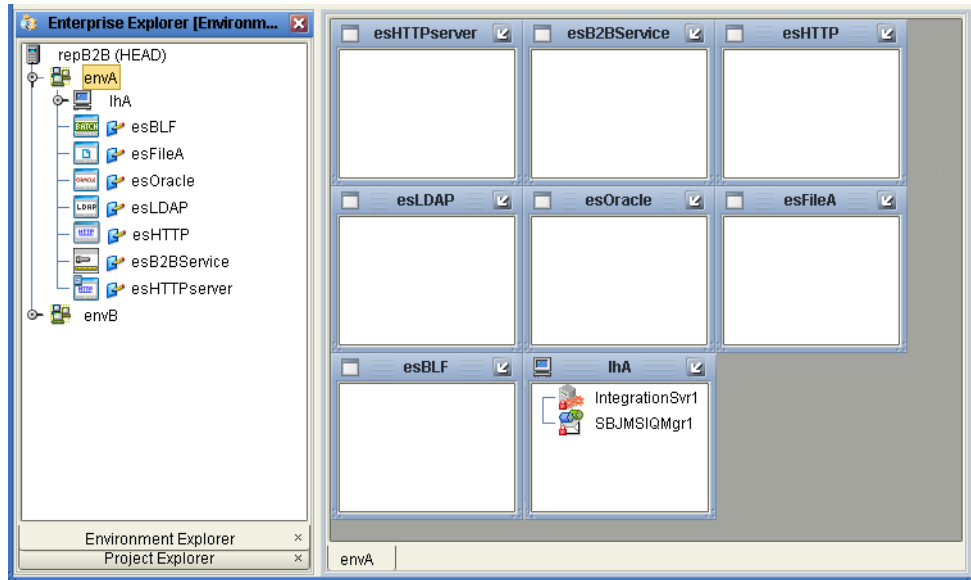 Enterprise Explorer [Environm...
repB2B (HEAD)
envA
lhA
BATCH esBLF
esFileA
ORACLE esOracle
LDAP esLDAP
HTTP esHTTP
esB2BService
HTTP esHTTPserver
envB
Environment Explorer ×
Project Explorer ×
esHTTPserver
esB2BService
esHTTP
esLDAP
esOracle
esFileA
esBLF
lhA
IntegrationSvr1
SBJMSIQMgr1
envA